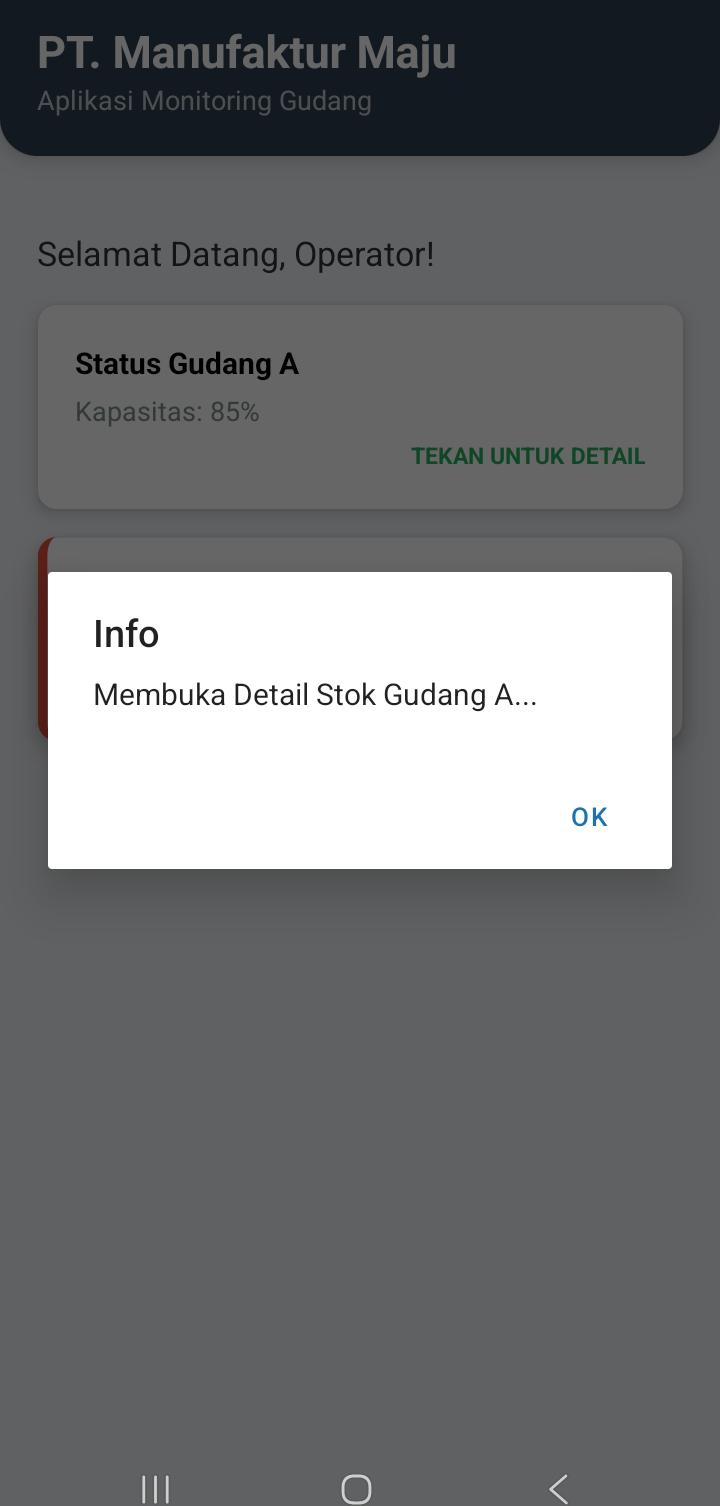 PT. Manufaktur Maju
Aplikasi Monitoring Gudang
Selamat Datang, Operator!
Status Gudang A
Kapasitas: 85%
TEKAN UNTUK DETAIL
Info
Membuka Detail Stok Gudang A...
OK